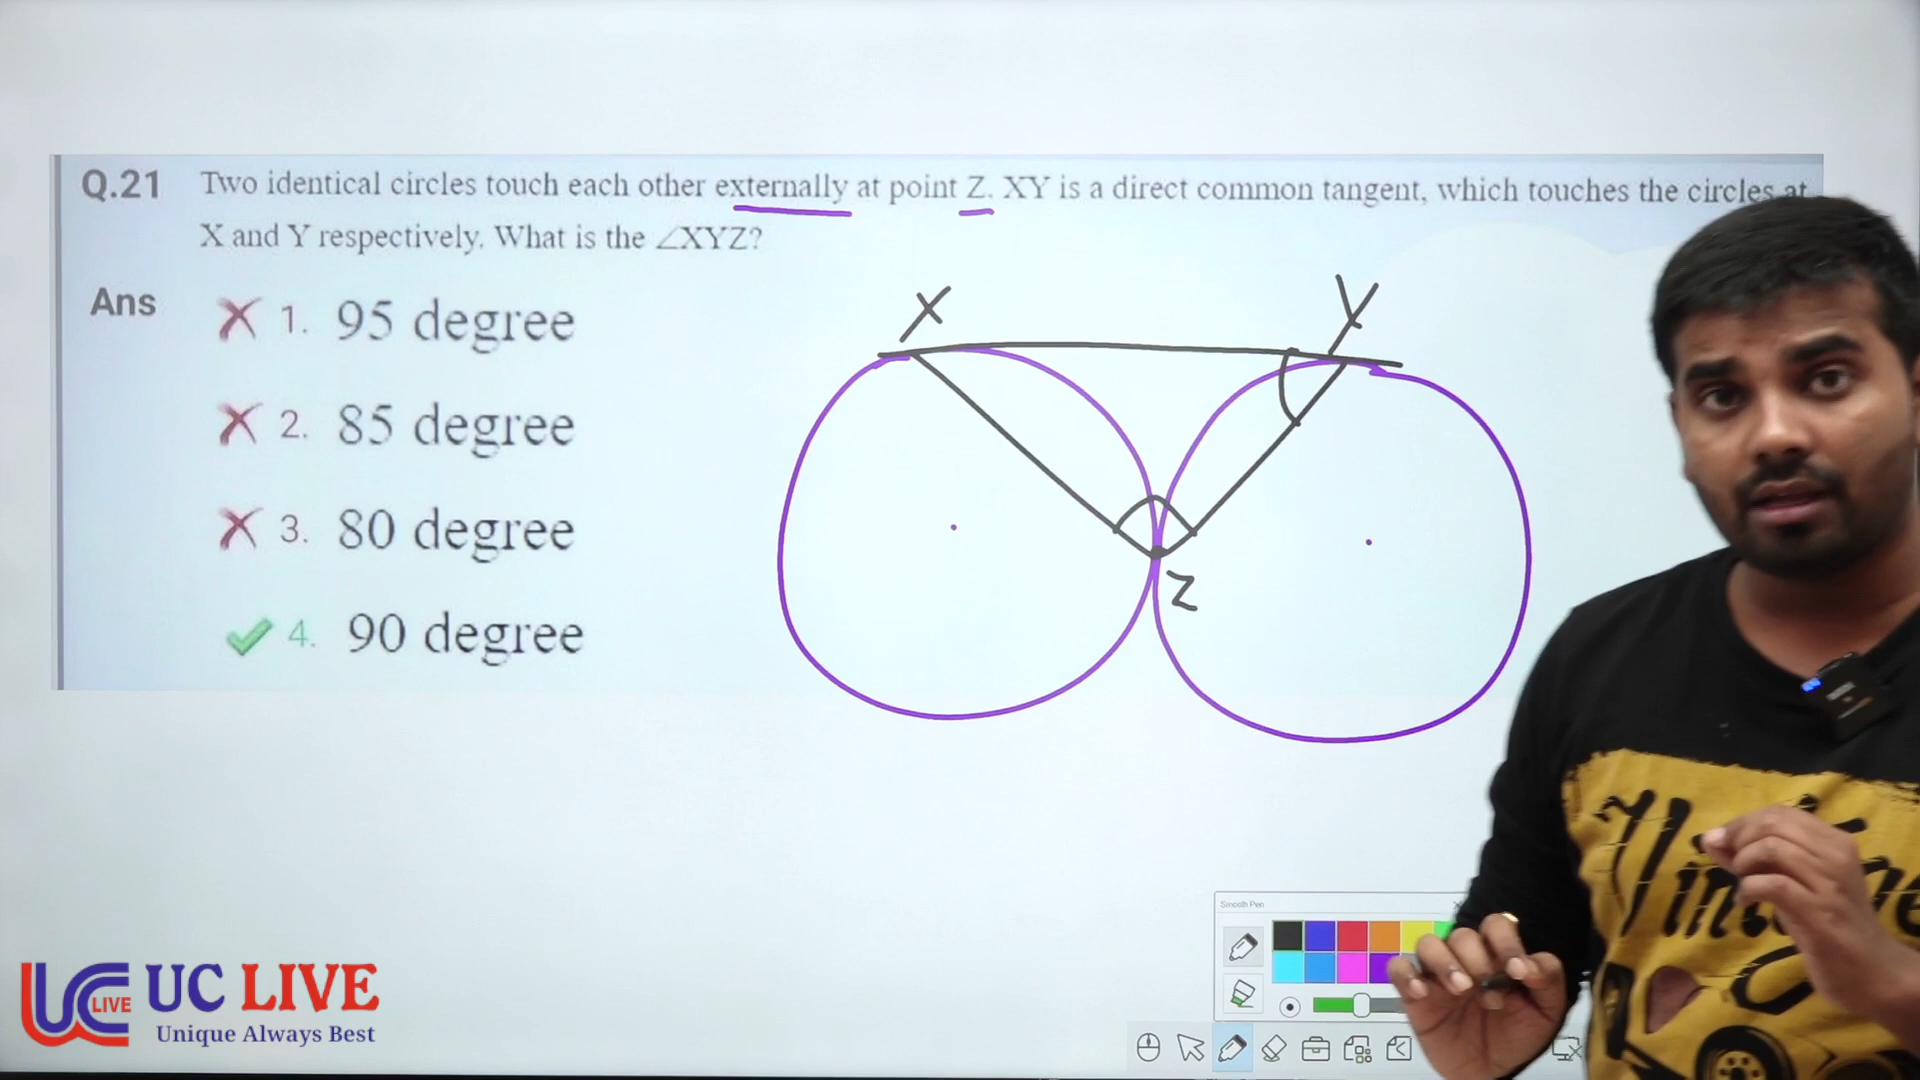 Q.21 Two identical circles touch each other externally at point Z. XY is a direct common tangent, which touches the circles at
X and Y respectively. What is the ∠XYZ?
Ans
1. 95 degree
2. 85 degree
3. 80 degree
4. 90 degree
X
Y
Z
Smooth Pen
UC LIVE
LIVE
Unique Always Best